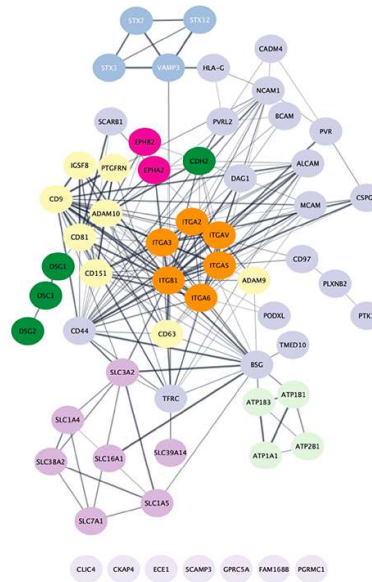 STX7
STX12
STX3
VAMP3
HLA-G
CADM4
NCAM1
SCARB1
PVRL2
BCAM
PVR
EPHB2
CDH2
IGSF8
PTGFRN
EPHA2
DAG1
ALCAM
CD9
ADAM10
MCAM
CSPG
ITGA2
ITGAV
CD81
ITGA3
DSG1
CD151
ITGA5
CD97
ITGB1
ADAM9
PLXNB2
DSC3
ITGA6
PODXL
PTK
DSG2
CD44
CD63
TMED10
SLC3A2
BSG
TFRC
ATP1B3
ATP1B1
SLC1A4
SLC38A2
SLC16A1
SLC39A14
ATP2B1
ATP1A1
SLC1A5
SLC7A1
CLIC4 CKAP4 ECE1 SCAMP3 GPRC5A FAM168B PGRMC1